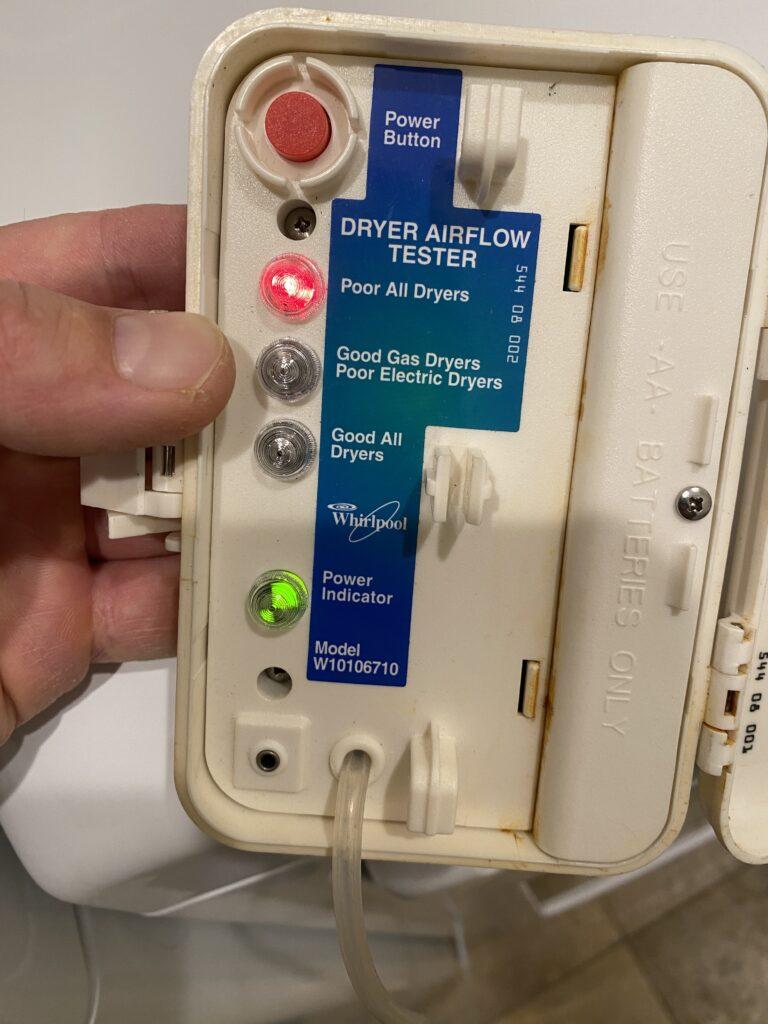 Power
Button
DRYER AIRFLOW
TESTER
544 08 002
Poor All Dryers
Good Gas Dryers
Poor Electric Dryers
Good All
Dryers
Whirlpool
Power
Indicator
Model
W10106710
USE -AA- BATTERIES ONLY
544 08 001